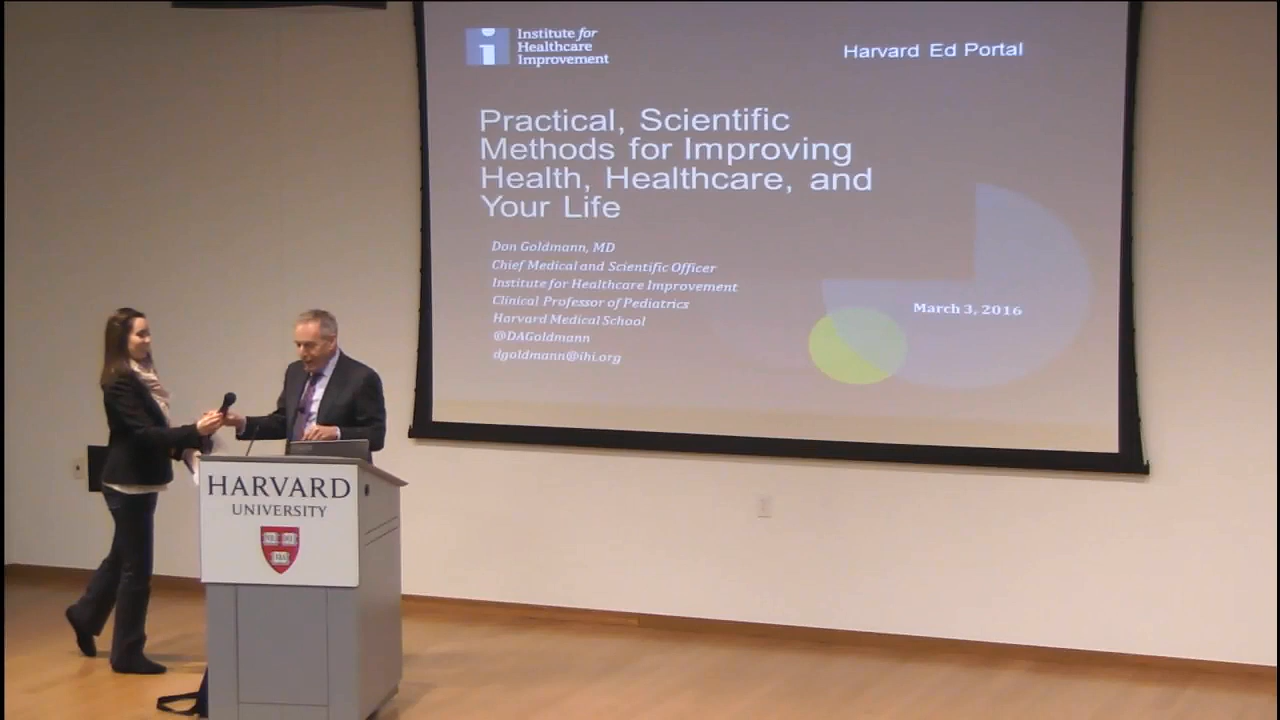 Institute for
Healthcare
Improvement
Harvard Ed Portal
Practical, Scientific
Methods for Improving
Health, Healthcare, and
Your Life
Don Goldmann, MD
Chief Medical and Scientific Officer
Institute for Healthcare Improvement
Clinical Professor of Pediatrics
Harvard Medical School
@DAGoldmann
dgoldmann@ihi.org
March 3, 2016
HARVARD
UNIVERSITY